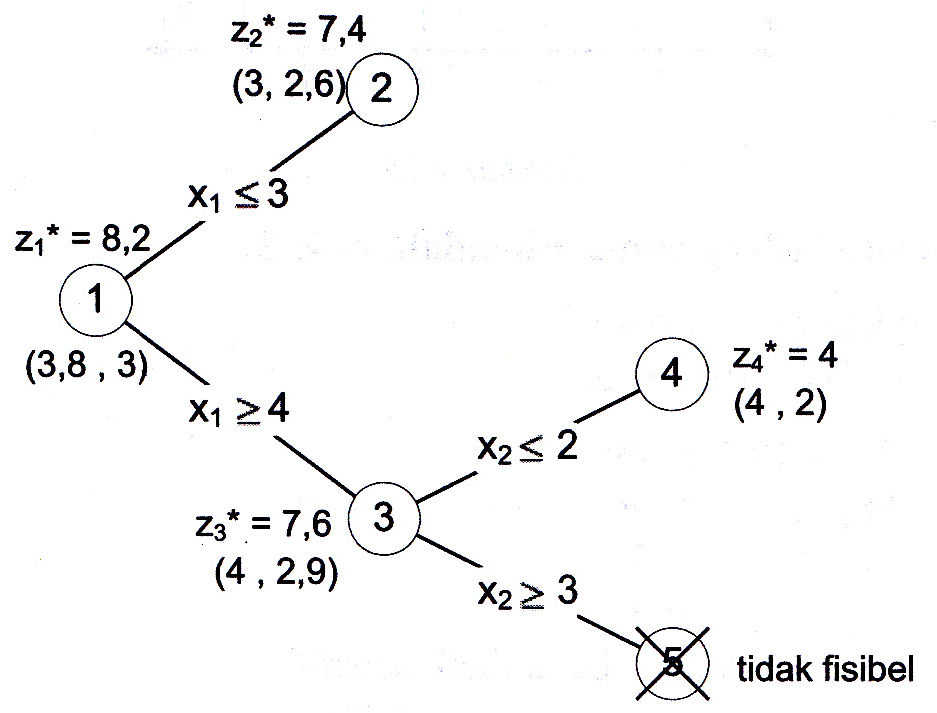 z₂* = 7,4
(3, 2,6)
2
x₁ ≤ 3
z₁* = 8,2
1
(3,8 , 3)
x₁ ≥ 4
4
z₄* = 4
(4 , 2)
x₂ ≤ 2
z₃* = 7,6
3
(4 , 2,9)
x₂ ≥ 3
5
tidak fisibel